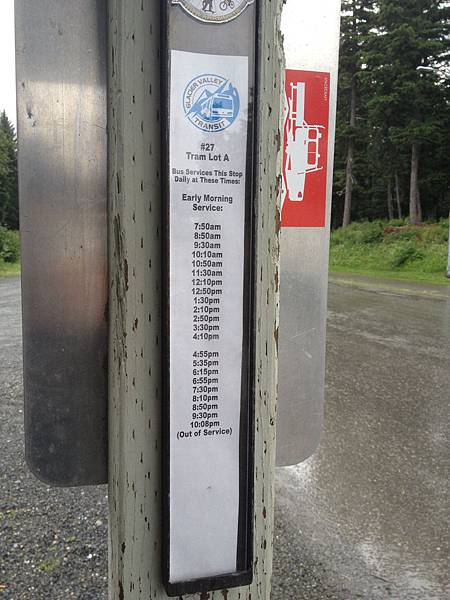 GLACIER VALLEY
TRANSIT
#27
Tram Lot A
Bus Services This Stop
Daily at These Times:
Early Morning
Service:
7:50am
8:50am
9:30am
10:10am
10:50am
11:30am
12:10pm
12:50pm
1:30pm
2:10pm
2:50pm
3:30pm
4:10pm
4:55pm
5:35pm
6:15pm
6:55pm
7:30pm
8:10pm
8:50pm
9:30pm
10:08pm
(Out of Service)